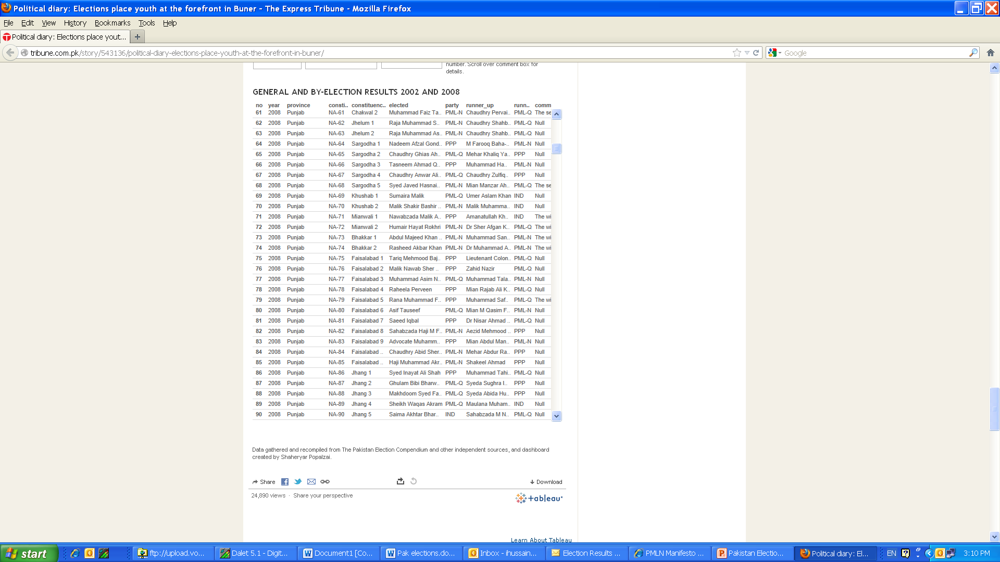 Political diary: Elections place youth at the forefront in Buner - The Express Tribune - Mozilla Firefox
File Edit View History Bookmarks Tools Help
Political diary: Elections place yout... +
tribune.com.pk/story/543136/political-diary-elections-place-youth-at-the-forefront-in-buner/ Google
number. Scroll over comment box for
details.
GENERAL AND BY-ELECTION RESULTS 2002 AND 2008
no year province consti.. constituenc.. elected party runner_up runn.. comm
61 2008 Punjab NA-61 Chakwal 2 Muhammad Faiz Ta.. PML-N Chaudhry Pervai.. PML-Q The se
62 2008 Punjab NA-62 Jhelum 1 Raja Muhammad S.. PML-N Chaudhry Shahb.. PML-Q Null
63 2008 Punjab NA-63 Jhelum 2 Raja Muhammad As.. PML-N Chaudhry Shahb.. PML-Q Null
64 2008 Punjab NA-64 Sargodha 1 Nadeem Afzal Gond.. PPP M Farooq Baha-.. PML-N Null
65 2008 Punjab NA-65 Sargodha 2 Chaudhry Ghias Ah.. PML-Q Mehar Khaliq Ya.. PPP Null
66 2008 Punjab NA-66 Sargodha 3 Tasneem Ahmad Q.. PPP Muhammad Ha.. PML-N Null
67 2008 Punjab NA-67 Sargodha 4 Chaudhry Anwar Ali.. PML-Q Chaudhry Zulfiq.. PPP Null
68 2008 Punjab NA-68 Sargodha 5 Syed Javed Hasnai.. PML-N Mian Manzar Ah.. PML-Q The se
69 2008 Punjab NA-69 Khushab 1 Sumaira Malik PML-Q Umer Aslam Khan IND Null
70 2008 Punjab NA-70 Khushab 2 Malik Shakir Bashir .. PML-N Malik Muhamma.. IND Null
71 2008 Punjab NA-71 Mianwali 1 Nawabzada Malik A.. PPP Amanatullah Kh.. IND The wi
72 2008 Punjab NA-72 Mianwali 2 Humair Hayat Rokhri PML-N Dr Sher Afgan K.. PML-Q The wi
73 2008 Punjab NA-73 Bhakkar 1 Abdul Majeed Khan .. PML-N Muhammad San.. PML-N The wi
74 2008 Punjab NA-74 Bhakkar 2 Rasheed Akbar Khan PML-N Dr Muhammad A.. PML-N The wi
75 2008 Punjab NA-75 Faisalabad 1 Tariq Mehmood Baj.. PPP Lieutenant Colon.. PML-Q Null
76 2008 Punjab NA-76 Faisalabad 2 Malik Nawab Sher .. PPP Zahid Nazir PML-Q Null
77 2008 Punjab NA-77 Faisalabad 3 Muhammad Asim N.. PML-Q Muhammad Tala.. PML-N Null
78 2008 Punjab NA-78 Faisalabad 4 Raheela Perveen PPP Mian Rajab Ali K.. PML-Q Null
79 2008 Punjab NA-79 Faisalabad 5 Rana Muhammad F.. PPP Muhammad Saf.. PML-Q The wi
80 2008 Punjab NA-80 Faisalabad 6 Asif Tauseef PML-Q Mian M Qasim F.. PML-N Null
81 2008 Punjab NA-81 Faisalabad 7 Saeed Iqbal PPP Dr Nisar Ahmad .. PML-Q Null
82 2008 Punjab NA-82 Faisalabad 8 Sahabzada Haji M F.. PML-N Aezid Mehmood .. PPP Null
83 2008 Punjab NA-83 Faisalabad 9 Advocate Muhamm.. PPP Mian Abdul Man.. PML-N Null
84 2008 Punjab NA-84 Faisalabad .. Chaudhry Abid Sher.. PML-N Mehar Abdur Ra.. PPP Null
85 2008 Punjab NA-85 Faisalabad .. Haji Muhammad Akr.. PML-N Shakeel Ahmad PPP Null
86 2008 Punjab NA-86 Jhang 1 Syed Inayat Ali Shah PPP Muhammad Tahi.. PML-Q Null
87 2008 Punjab NA-87 Jhang 2 Ghulam Bibi Bharw.. PML-Q Syeda Sughra I.. PPP Null
88 2008 Punjab NA-88 Jhang 3 Makhdoom Syed Fa.. PML-Q Syeda Abida Hu.. PPP Null
89 2008 Punjab NA-89 Jhang 4 Sheikh Waqas Akram PML-Q Maulana Muham.. IND Null
90 2008 Punjab NA-90 Jhang 5 Saima Akhtar Bhar.. IND Sahabzada M N.. PML-Q Null
Data gathered and recompiled from The Pakistan Election Compendium and other independent sources, and dashboard
created by Shaheryar Popalzai.
Share Download
24,890 views · Share your perspective +ableau
Learn About Tableau
start ftp://upload.vo... Dalet 5.1 - Digit... Document1 [Co... Pak elections.do... Inbox - ihussain... Election Results ... PMLN Manifesto ... Pakistan Electio... Political diary: El... EN 3:10 PM